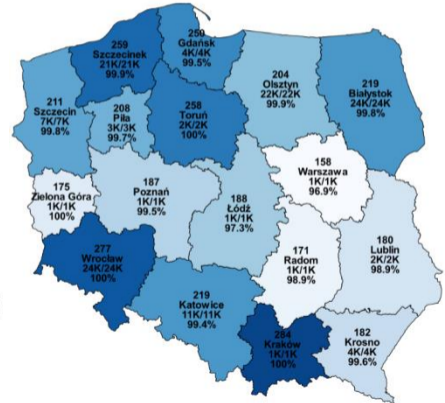 250
Gdańsk
4K/4K
99.5%
259
Szczecinek
21K/21K
99.9%
204
Olsztyn
22K/22K
99.9%
219
Białystok
24K/24K
99.8%
211
Szczecin
7K/7K
99.8%
208
Piła
3K/3K
99.7%
258
Toruń
2K/2K
100%
158
Warszawa
1K/1K
96.9%
175
Zielona Góra
1K/1K
100%
187
Poznań
1K/1K
99.5%
188
Łódź
1K/1K
97.3%
171
Radom
1K/1K
98.9%
180
Lublin
2K/2K
98.9%
277
Wrocław
24K/24K
100%
219
Katowice
11K/11K
99.4%
284
Kraków
1K/1K
100%
182
Krosno
4K/4K
99.6%